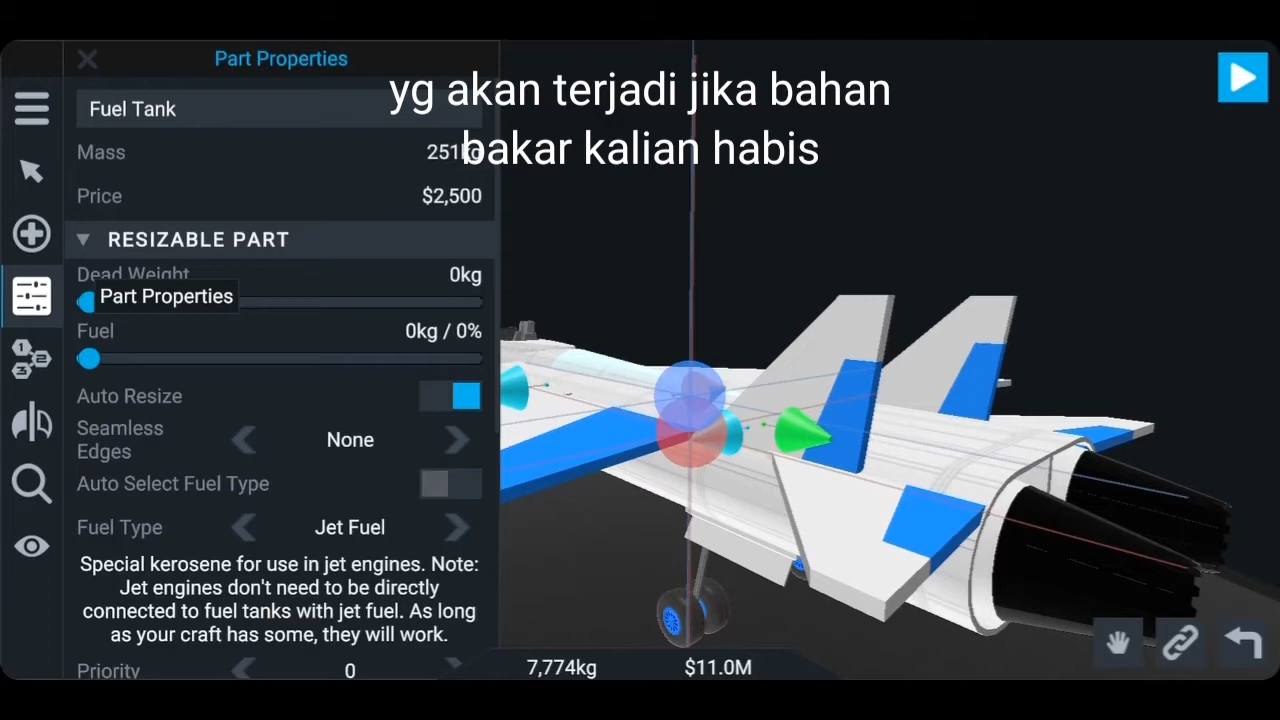 Part Properties
yg akan terjadi jika bahan
bakar kalian habis
Fuel Tank
Mass
Price $2,500
RESIZABLE PART
Dead Weight 0kg
Part Properties
Fuel 0kg / 0%
Auto Resize
Seamless
Edges
None
Auto Select Fuel Type
Fuel Type Jet Fuel
Special kerosene for use in jet engines. Note:
Jet engines don't need to be directly
connected to fuel tanks with jet fuel. As long
as your craft has some, they will work.
Priority 0
7,774kg $11.0M